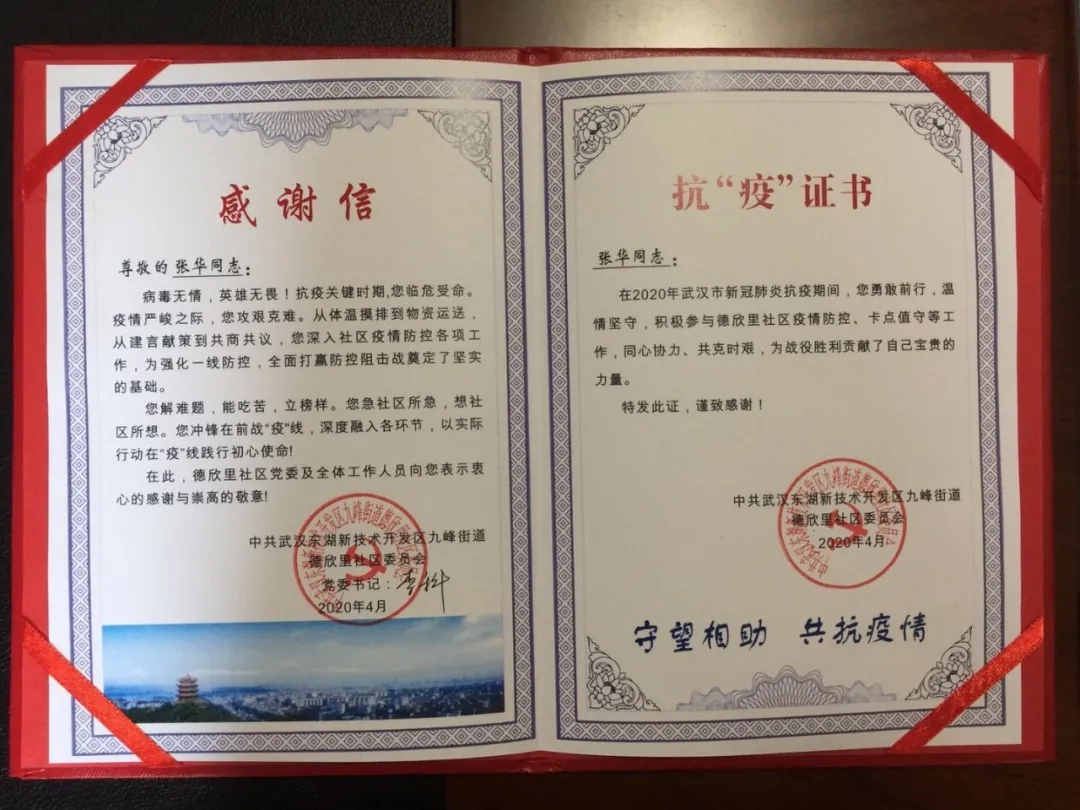 感谢信
尊敬的 张华同志：
病毒无情，英雄无畏！抗疫关键时期,您临危受命。
疫情严峻之际，您攻艰克难。从体温摸排到物资运送，
从建言献策到共商共议，您深入社区疫情防控各项工
作，为强化一线防控，全面打赢防控阻击战奠定了坚实
的基础。
您解难题，能吃苦，立榜样。您急社区所急，想社
区所想。您冲锋在前战“疫”线，深度融入各环节，以实际
行动在“疫”线践行初心使命!
在此，德欣里社区党委及全体工作人员向您表示衷
心的感谢与崇高的敬意!
中共武汉东湖新技术开发区九峰街道
德欣里社区委员会
党委书记：
2020年4月
抗“疫”证书
张华同志：
在2020年武汉市新冠肺炎抗疫期间，您勇敢前行，温
情坚守，积极参与德欣里社区疫情防控、卡点值守等工
作，同心协力、共克时艰，为战役胜利贡献了自己宝贵的
力量。
特发此证，谨致感谢！
中共武汉东湖新技术开发区九峰街道
德欣里社区委员会
2020年4月
守望相助 共抗疫情